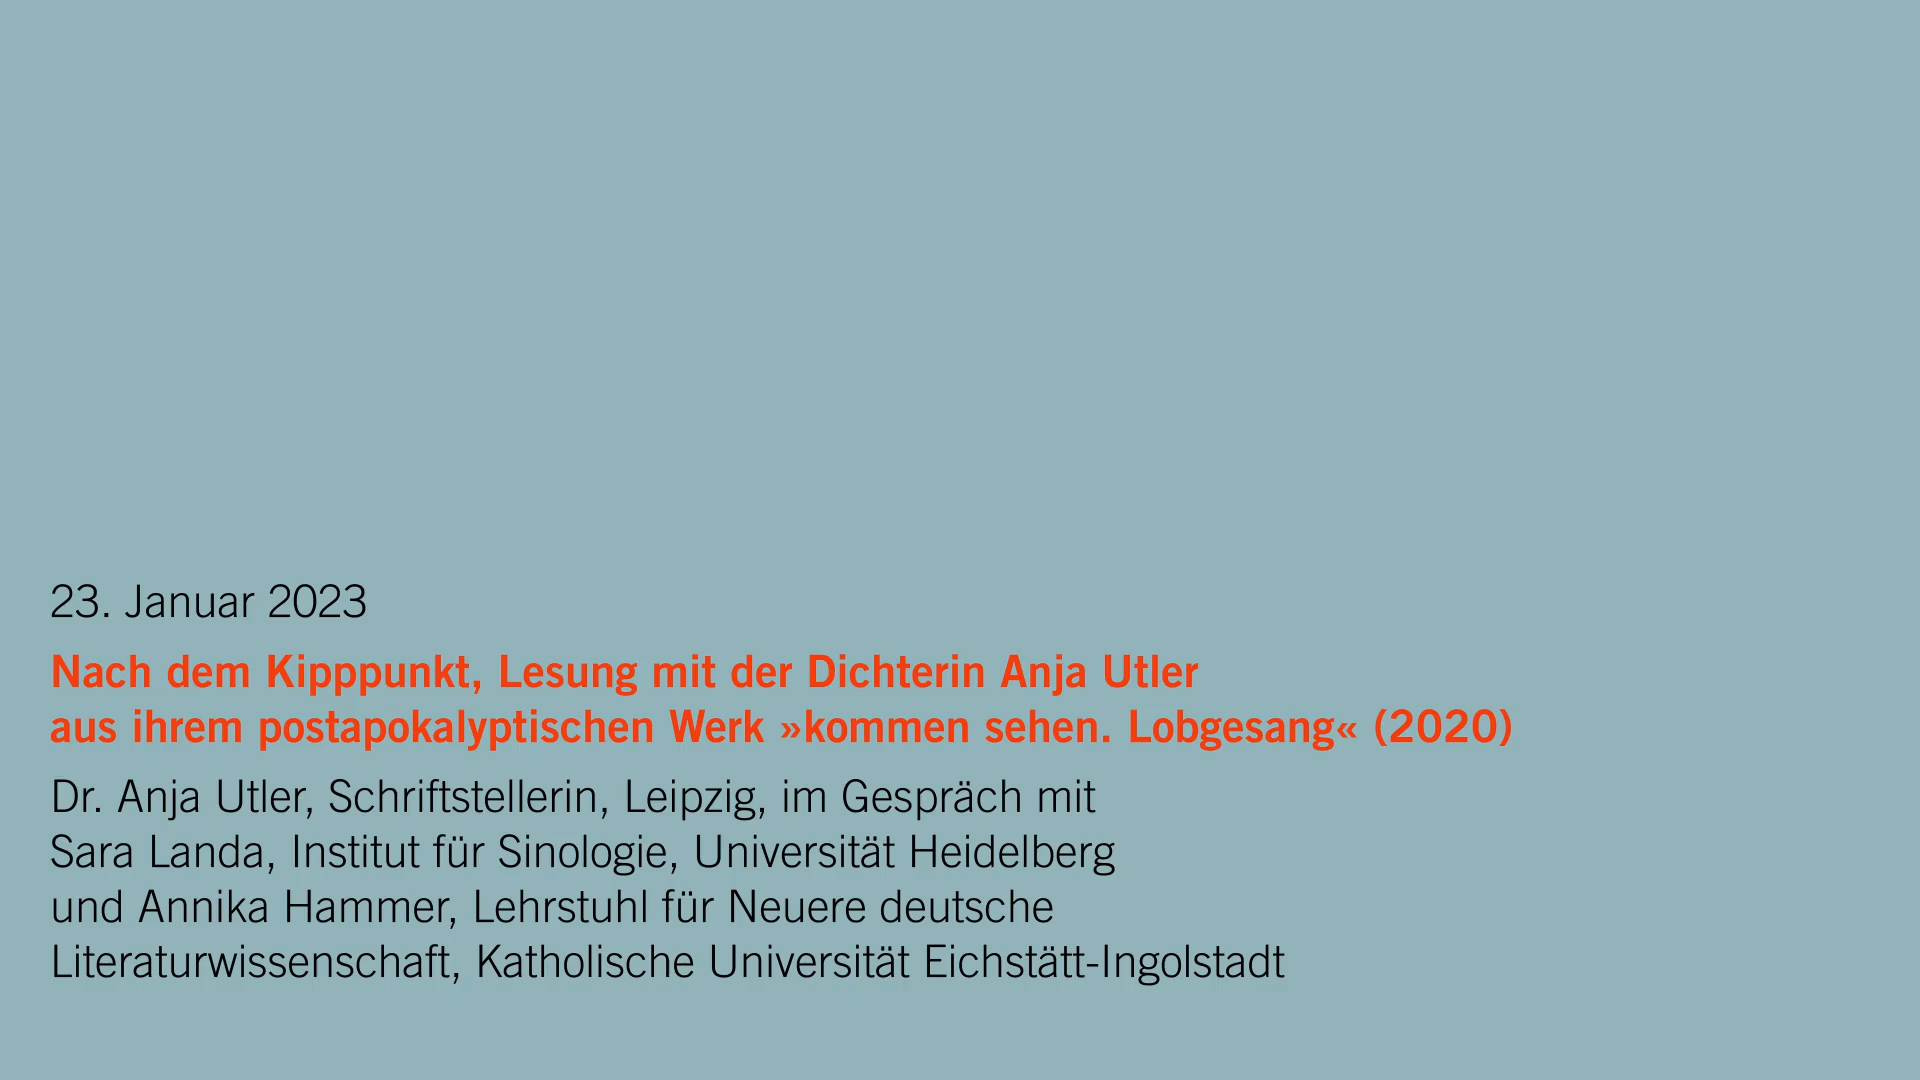 23. Januar 2023
Nach dem Kipppunkt, Lesung mit der Dichterin Anja Utler
aus ihrem postapokalyptischen Werk »kommen sehen. Lobgesang« (2020)
Dr. Anja Utler, Schriftstellerin, Leipzig, im Gespräch mit
Sara Landa, Institut für Sinologie, Universität Heidelberg
und Annika Hammer, Lehrstuhl für Neuere deutsche
Literaturwissenschaft, Katholische Universität Eichstätt-Ingolstadt